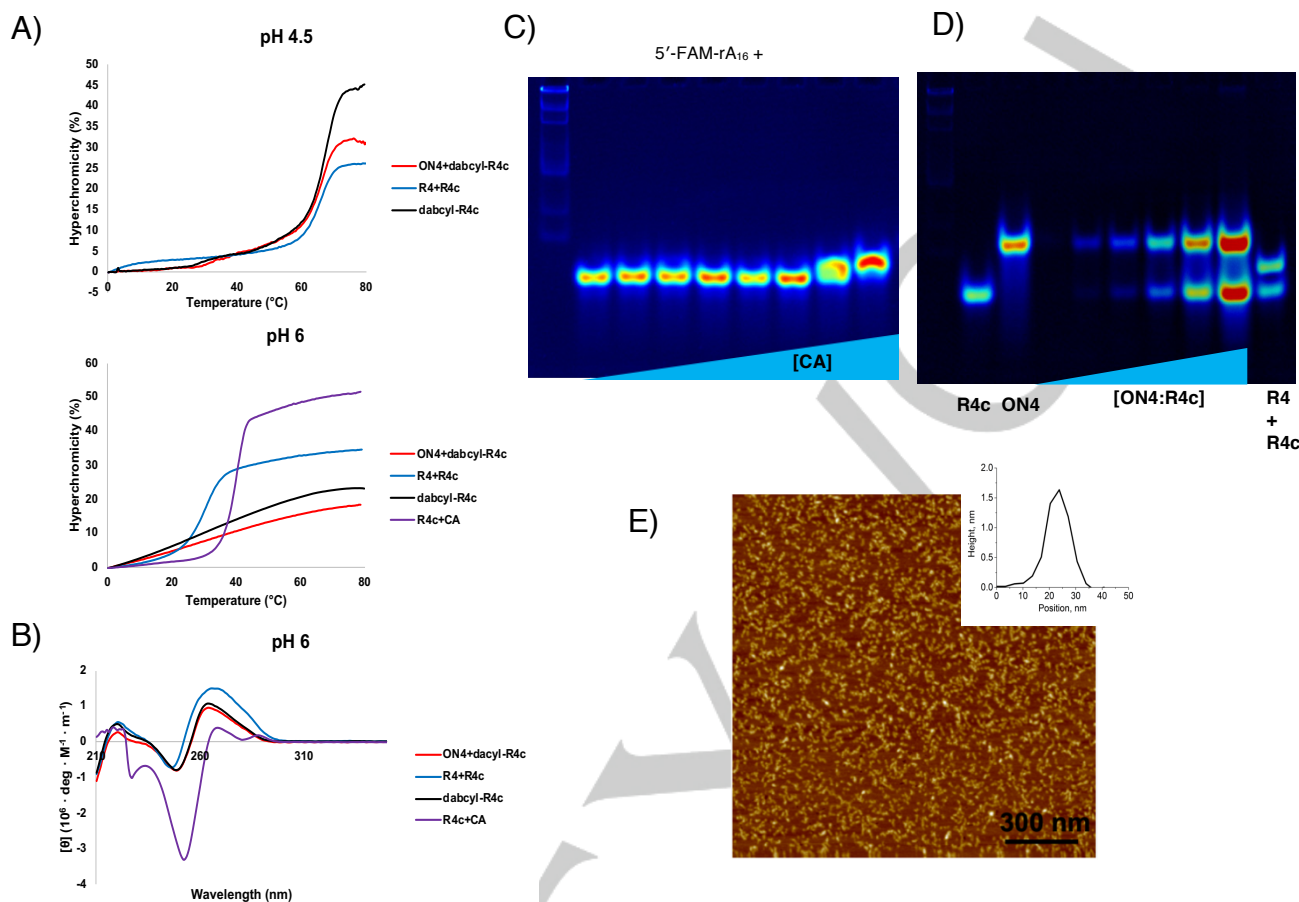 A)
pH 4.5
Hyperchromicity (%)
50
45
40
35
30
25
20
15
10
5
0
-5
0 20 40 60 80
Temperature (°C)
ON4+dabcyl-R4c
R4+R4c
dabcyl-R4c
pH 6
Hyperchromicity (%)
60
50
40
30
20
10
0
0 20 40 60 80
Temperature (°C)
ON4+dabcyl-R4c
R4+R4c
dabcyl-R4c
R4c+CA
B)
pH 6
[θ] (10⁶ · deg · M⁻¹ · m⁻¹)
2
1
0
-1
-2
-3
-4
210 260 310
Wavelength (nm)
ON4+dacyl-R4c
R4+R4c
dabcyl-R4c
R4c+CA
C)
5′-FAM-rA₁₆ +
[CA]
D)
R4c ON4 [ON4:R4c] R4
+
R4c
E)
300 nm
Height, nm
2.0
1.5
1.0
0.5
0.0
0 10 20 30 40 50
Position, nm